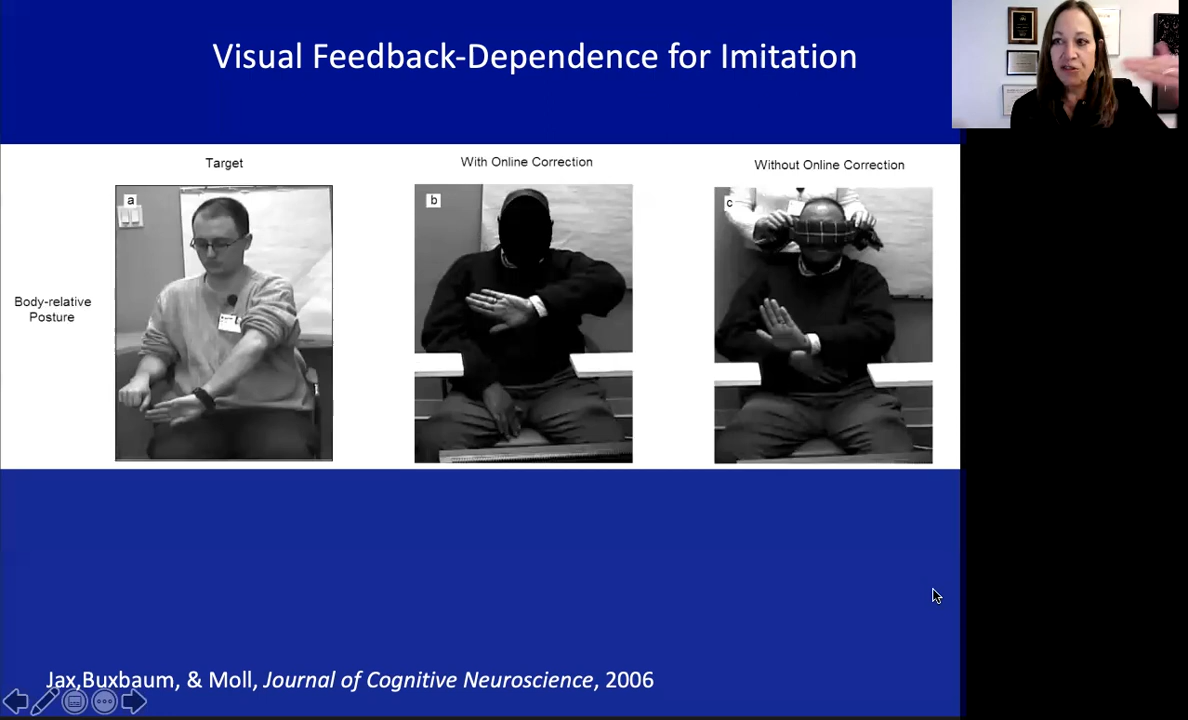 Visual Feedback-Dependence for Imitation
Target
With Online Correction
Without Online Correction
a
b
c
Body-relative
Posture
Jax,Buxbaum, & Moll, Journal of Cognitive Neuroscience, 2006